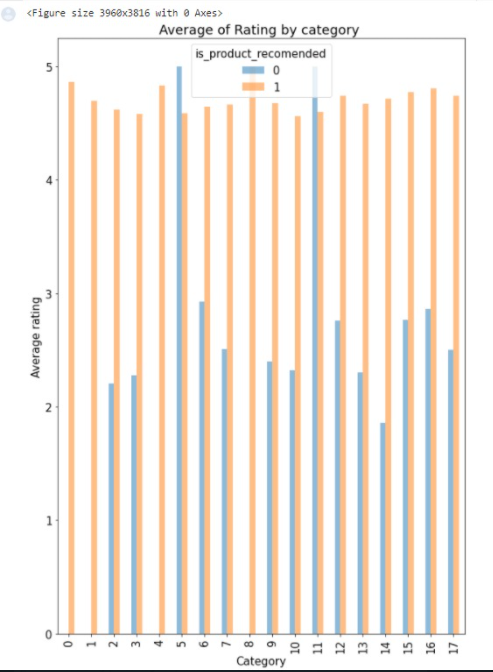 <Figure size 3960x3816 with 0 Axes>
Average of Rating by category
is_product_recomended
0
1
5
4
3
2
1
0
Average rating
0 1 2 3 4 5 6 7 8 9 10 11 12 13 14 15 16 17
Category